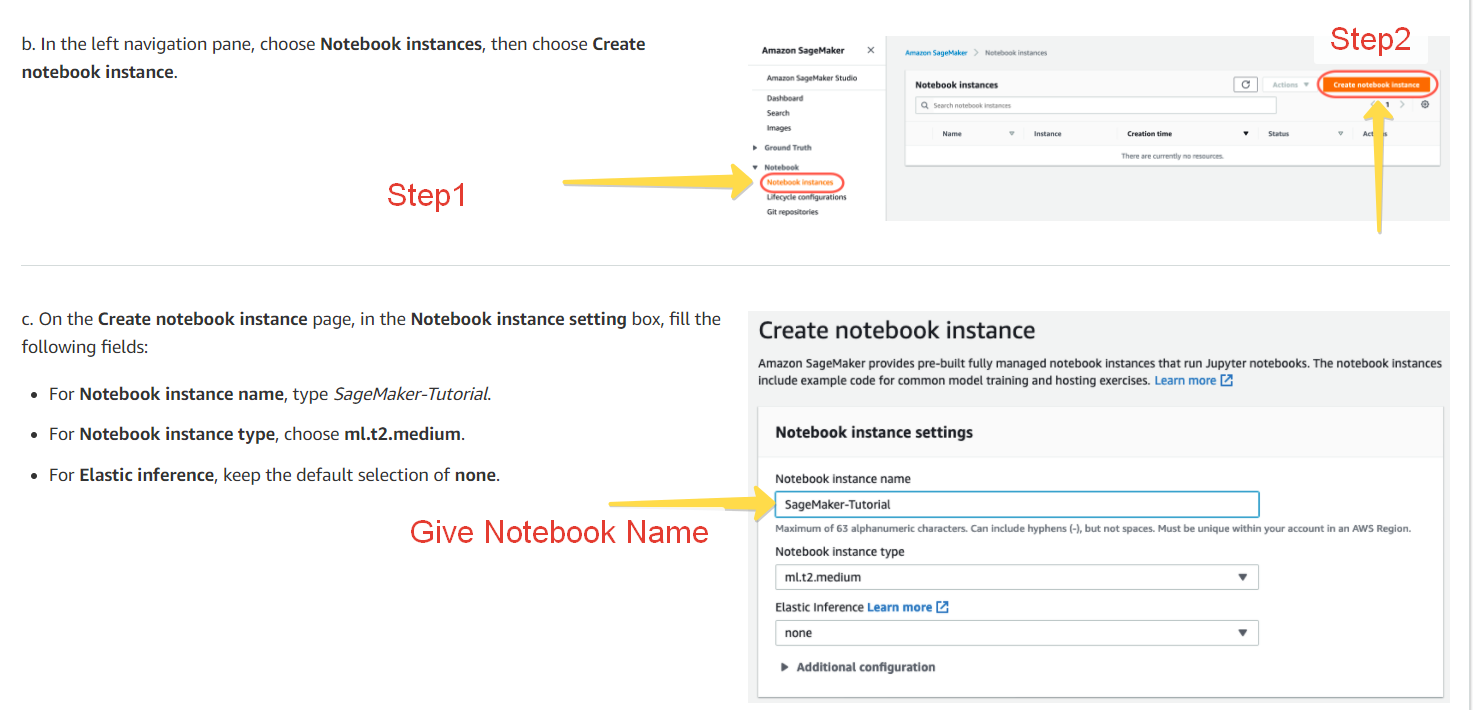 b. In the left navigation pane, choose Notebook instances, then choose Create
notebook instance.
Step1
Step2
Amazon SageMaker ×
Amazon SageMaker Studio
Dashboard
Search
Images
Ground Truth
Notebook
Notebook instances
Lifecycle configurations
Git repositories
Amazon SageMaker > Notebook instances
Notebook instances Actions Create notebook instance
Search notebook instances 1
Name Instance Creation time Status
There are currently no resources.
c. On the Create notebook instance page, in the Notebook instance setting box, fill the
following fields:
• For Notebook instance name, type SageMaker-Tutorial.
• For Notebook instance type, choose ml.t2.medium.
• For Elastic inference, keep the default selection of none.
Give Notebook Name
Create notebook instance
Amazon SageMaker provides pre-built fully managed notebook instances that run Jupyter notebooks. The notebook instances
include example code for common model training and hosting exercises. Learn more
Notebook instance settings
Notebook instance name
SageMaker-Tutorial
Maximum of 63 alphanumeric characters. Can include hyphens (-), but not spaces. Must be unique within your account in an AWS Region.
Notebook instance type
ml.t2.medium
Elastic Inference Learn more
none
Additional configuration